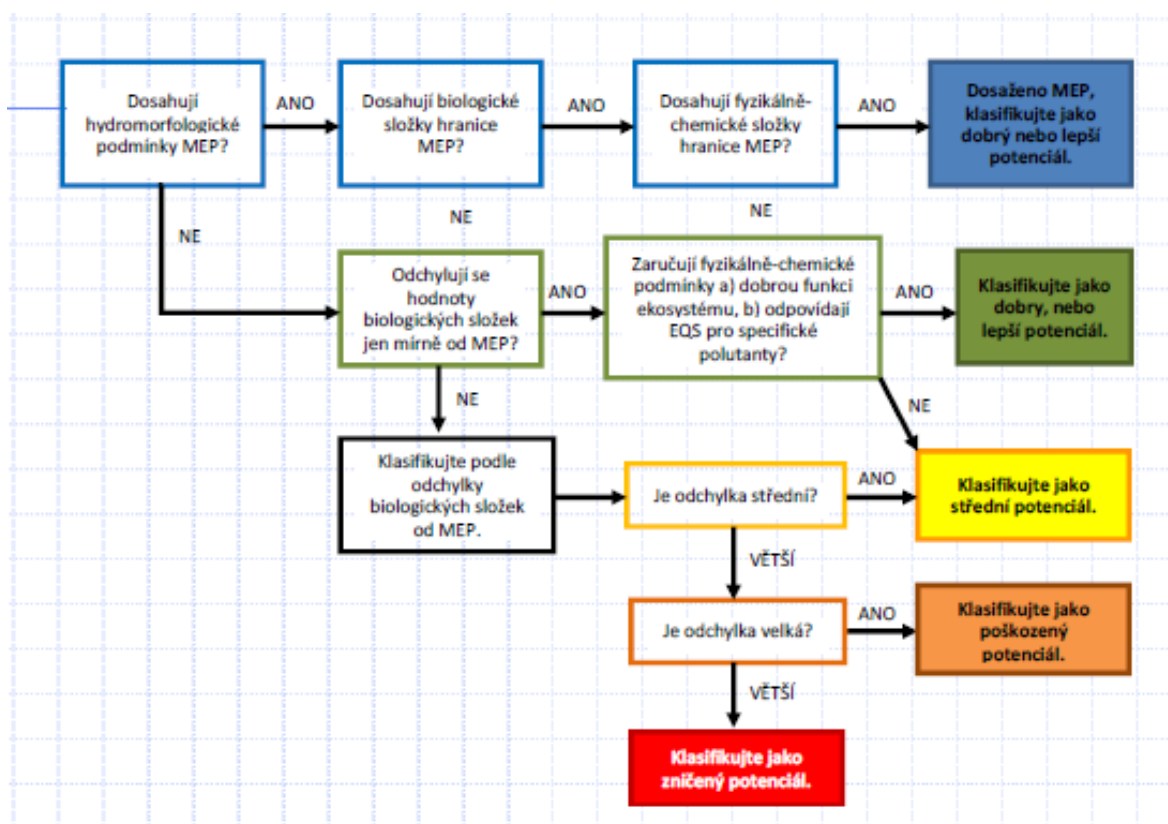 Dosahují
hydromorfologické
podmínky MEP?
ANO
Dosahují biologické
složky hranice
MEP?
ANO
Dosahují fyzikálně-
chemické složky
hranice MEP?
ANO
Dosaženo MEP,
klasifikujte jako
dobrý nebo lepší
potenciál.
NE
NE
NE
Odchylují se
hodnoty
biologických složek
jen mírně od MEP?
ANO
Zaručují fyzikálně-chemické
podmínky a) dobrou funkci
ekosystému, b) odpovídají
EQS pro specifické
polutanty?
ANO
Klasifikujte jako
dobry, nebo
lepší potenciál.
NE
NE
Klasifikujte podle
odchylky
biologických složek
od MEP.
Je odchylka střední?
ANO
Klasifikujte jako
střední potenciál.
VĚTŠÍ
Je odchylka velká?
ANO
Klasifikujte jako
poškozený
potenciál.
VĚTŠÍ
Klasifikujte jako
zničený potenciál.